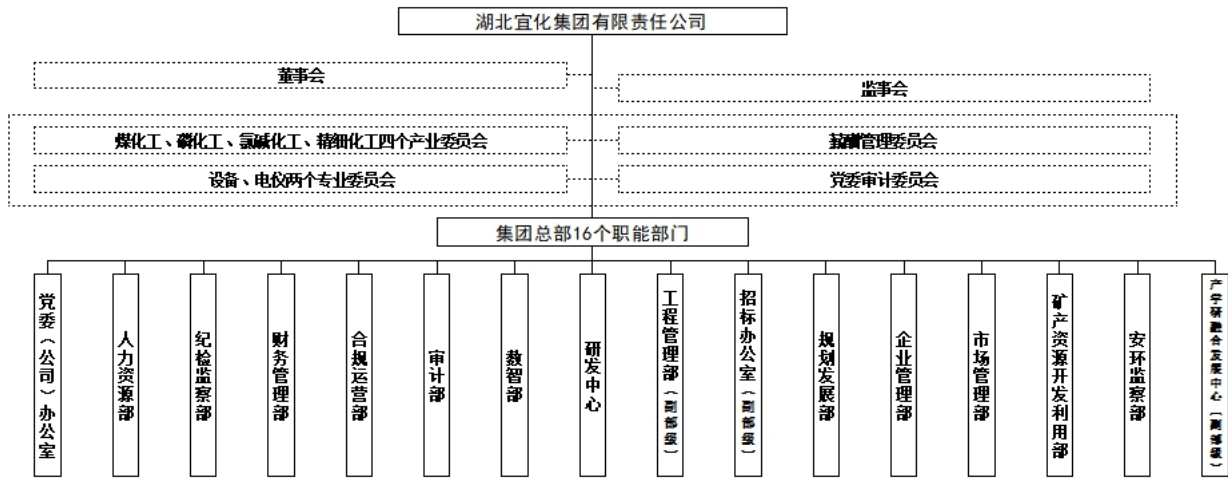 湖北宜化集团有限责任公司
董事会
监事会
煤化工、磷化工、氯碱化工、精细化工四个产业委员会
薪酬管理委员会
设备、电仪两个专业委员会
党委审计委员会
集团总部16个职能部门
党委（公司）办公室
人力资源部
纪检监察部
财务管理部
合规运营部
审计部
数智部
研发中心
工程管理部（副部级）
招标办公室（副部级）
规划发展部
企业管理部
市场管理部
矿产资源开发利用部
安环监察部
产学研融合发展中心（副部级）